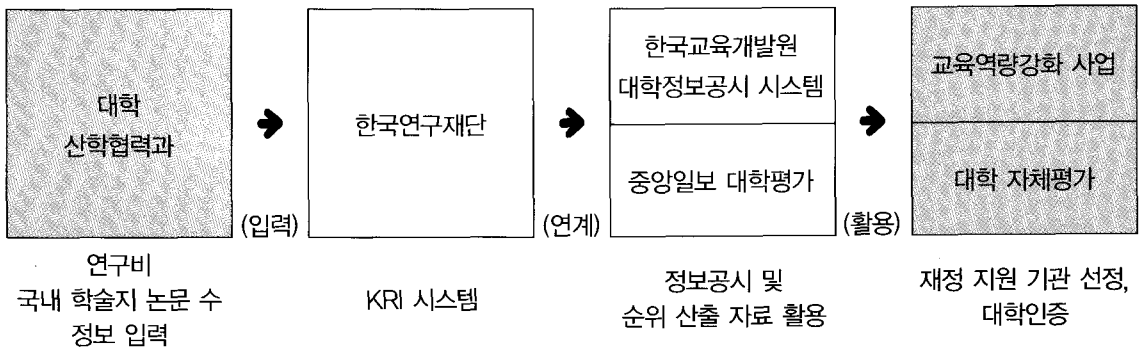 대학
산학협력과
(입력)
연구비
국내 학술지 논문 수
정보 입력
한국연구재단
(연계)
KRI 시스템
한국교육개발원
대학정보공시 시스템
중앙일보 대학평가
(활용)
정보공시 및
순위 산출 자료 활용
교육역량강화 사업
대학 자체평가
재정 지원 기관 선정,
대학인증